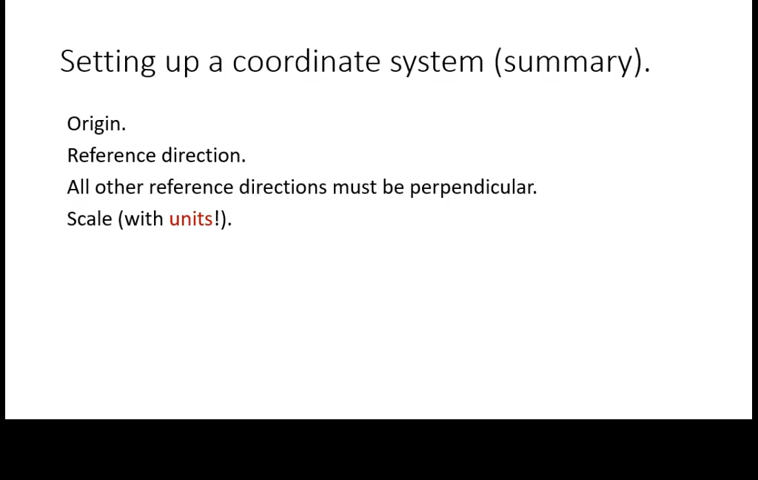 Setting up a coordinate system (summary).
Origin.
Reference direction.
All other reference directions must be perpendicular.
Scale (with units!).